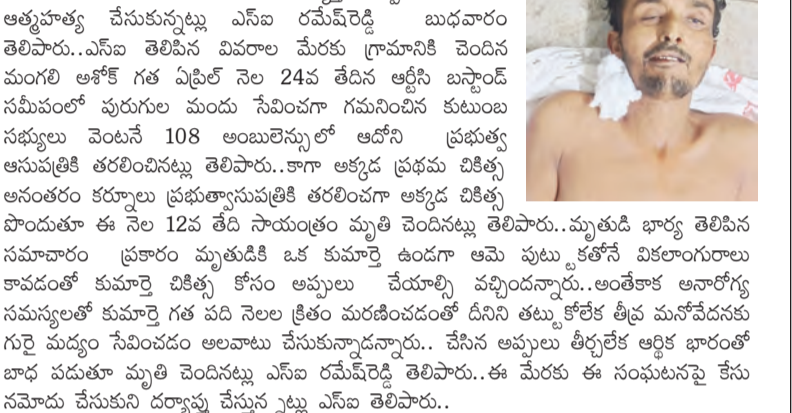 ఆత్మహత్య చేసుకున్నట్లు ఎస్ఐ రమేష్‌రెడ్డి బుధవారం
తెలిపారు..ఎస్ఐ తెలిపిన వివరాల మేరకు గ్రామానికి చెందిన
మంగలి అశోక్ గత ఏప్రిల్ నెల 24వ తేదిన ఆర్టీసి బస్టాండ్
సమీపంలో పురుగుల మందు సేవించగా గమనించిన కుటుంబ
సభ్యులు వెంటనే 108 అంబులెన్సులో ఆదోని ప్రభుత్వ
ఆసుపత్రికి తరలించినట్లు తెలిపారు..కాగా అక్కడ ప్రథమ చికిత్స
అనంతరం కర్నూలు ప్రభుత్వాసుపత్రికి తరలించగా అక్కడ చికిత్స
పొందుతూ ఈ నెల 12వ తేది సాయంత్రం మృతి చెందినట్లు తెలిపారు..మృతుడి భార్య తెలిపిన
సమాచారం ప్రకారం మృతుడికి ఒక కుమార్తె ఉండగా ఆమె పుట్టుకతోనే వికలాంగురాలు
కావడంతో కుమార్తె చికిత్స కోసం అప్పులు చేయాల్సి వచ్చిందన్నారు..అంతేకాక అనారోగ్య
సమస్యలతో కుమార్తె గత పది నెలల క్రితం మరణించడంతో దీనిని తట్టుకోలేక తీవ్ర మనోవేదనకు
గురై మద్యం సేవించడం అలవాటు చేసుకున్నాడన్నారు.. చేసిన అప్పులు తీర్చలేక ఆర్థిక భారంతో
బాధ పడుతూ మృతి చెందినట్లు ఎస్ఐ రమేష్‌రెడ్డి తెలిపారు..ఈ మేరకు ఈ సంఘటనపై కేసు
నమోదు చేసుకుని దర్యాప్తు చేస్తున్నట్లు ఎస్ఐ తెలిపారు..